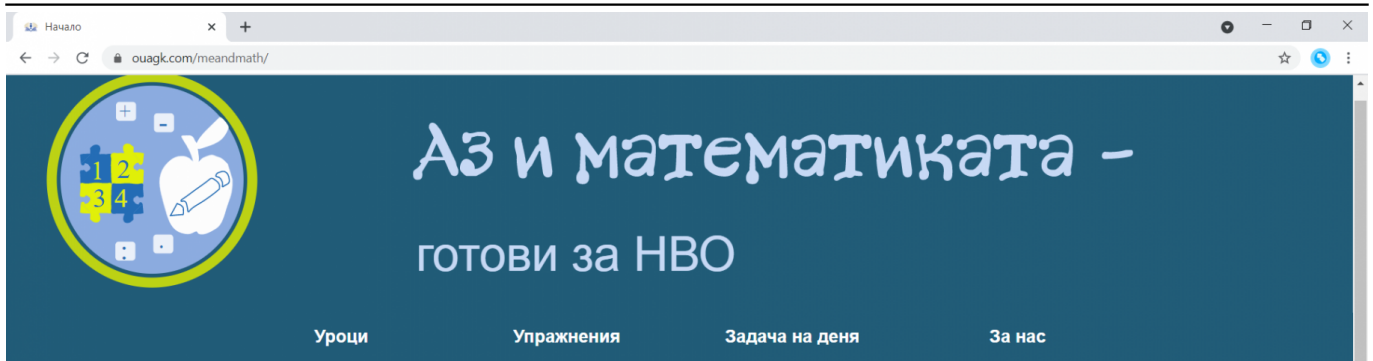 Начало
ouagk.com/meandmath/
+ -
1 2
3 4
: .
Аз и математиката -
готови за НВО
Уроци Упражнения Задача на деня За нас